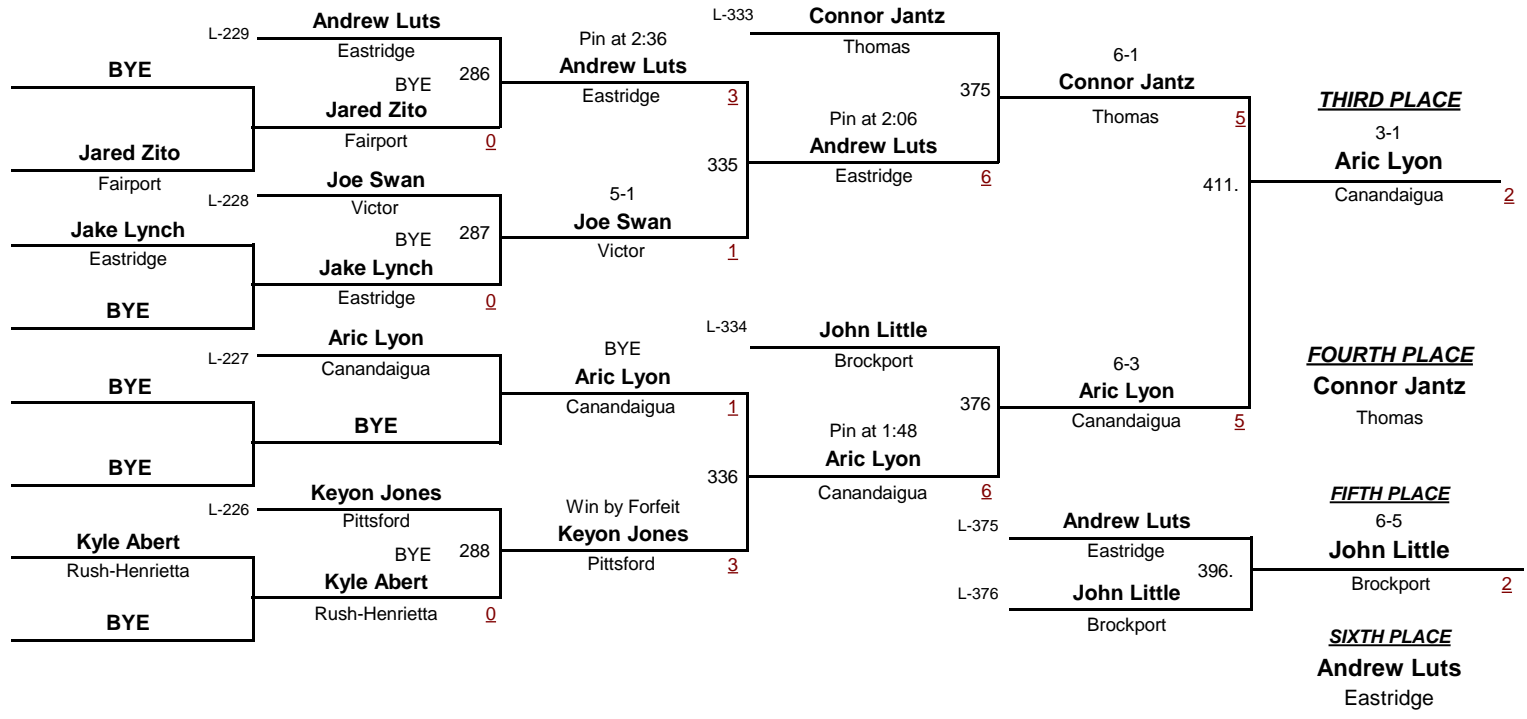 L-229
Andrew Luts
Eastridge
BYE
BYE
286
Jared Zito
Fairport
0
Jared Zito
Fairport
L-228
Joe Swan
Victor
Jake Lynch
Eastridge
BYE
287
Jake Lynch
Eastridge
0
BYE
L-227
Aric Lyon
Canandaigua
BYE
BYE
BYE
L-226
Keyon Jones
Pittsford
Kyle Abert
Rush-Henrietta
BYE
288
Kyle Abert
Rush-Henrietta
0
BYE
Pin at 2:36
Andrew Luts
Eastridge
3
335
5-1
Joe Swan
Victor
1
BYE
Aric Lyon
Canandaigua
1
336
Win by Forfeit
Keyon Jones
Pittsford
3
L-333
Connor Jantz
Thomas
375
Pin at 2:06
Andrew Luts
Eastridge
6
L-334
John Little
Brockport
376
Pin at 1:48
Aric Lyon
Canandaigua
6
6-1
Connor Jantz
Thomas
5
411.
6-3
Aric Lyon
Canandaigua
5
THIRD PLACE
3-1
Aric Lyon
Canandaigua
2
FOURTH PLACE
Connor Jantz
Thomas
L-375
Andrew Luts
Eastridge
396.
L-376
John Little
Brockport
FIFTH PLACE
6-5
John Little
Brockport
2
SIXTH PLACE
Andrew Luts
Eastridge